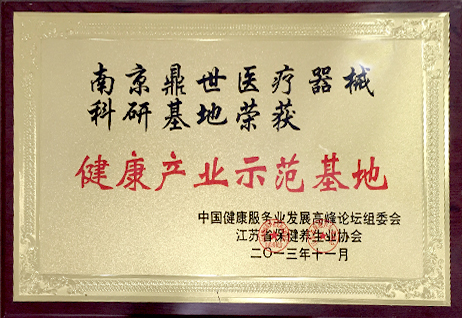 南京鼎世医疗器械
科研基地荣获
健康产业示范基地
中国健康服务业发展高峰论坛组委会
江苏省保健养生业协会
二〇一三年十一月